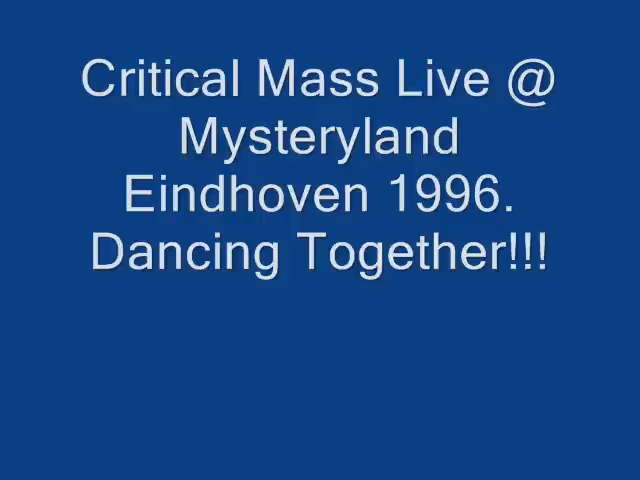 Critical Mass Live @
Mysteryland
Eindhoven 1996.
Dancing Together!!!